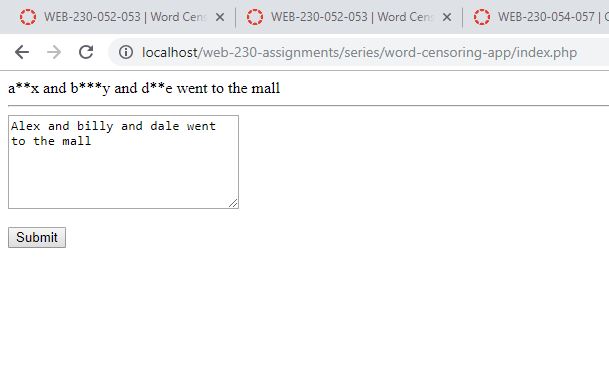 WEB-230-052-053 | Word Cens
WEB-230-052-053 | Word Cens
WEB-230-054-057 |
localhost/web-230-assignments/series/word-censoring-app/index.php
a**x and b***y and d**e went to the mall
Alex and billy and dale went
to the mall
Submit